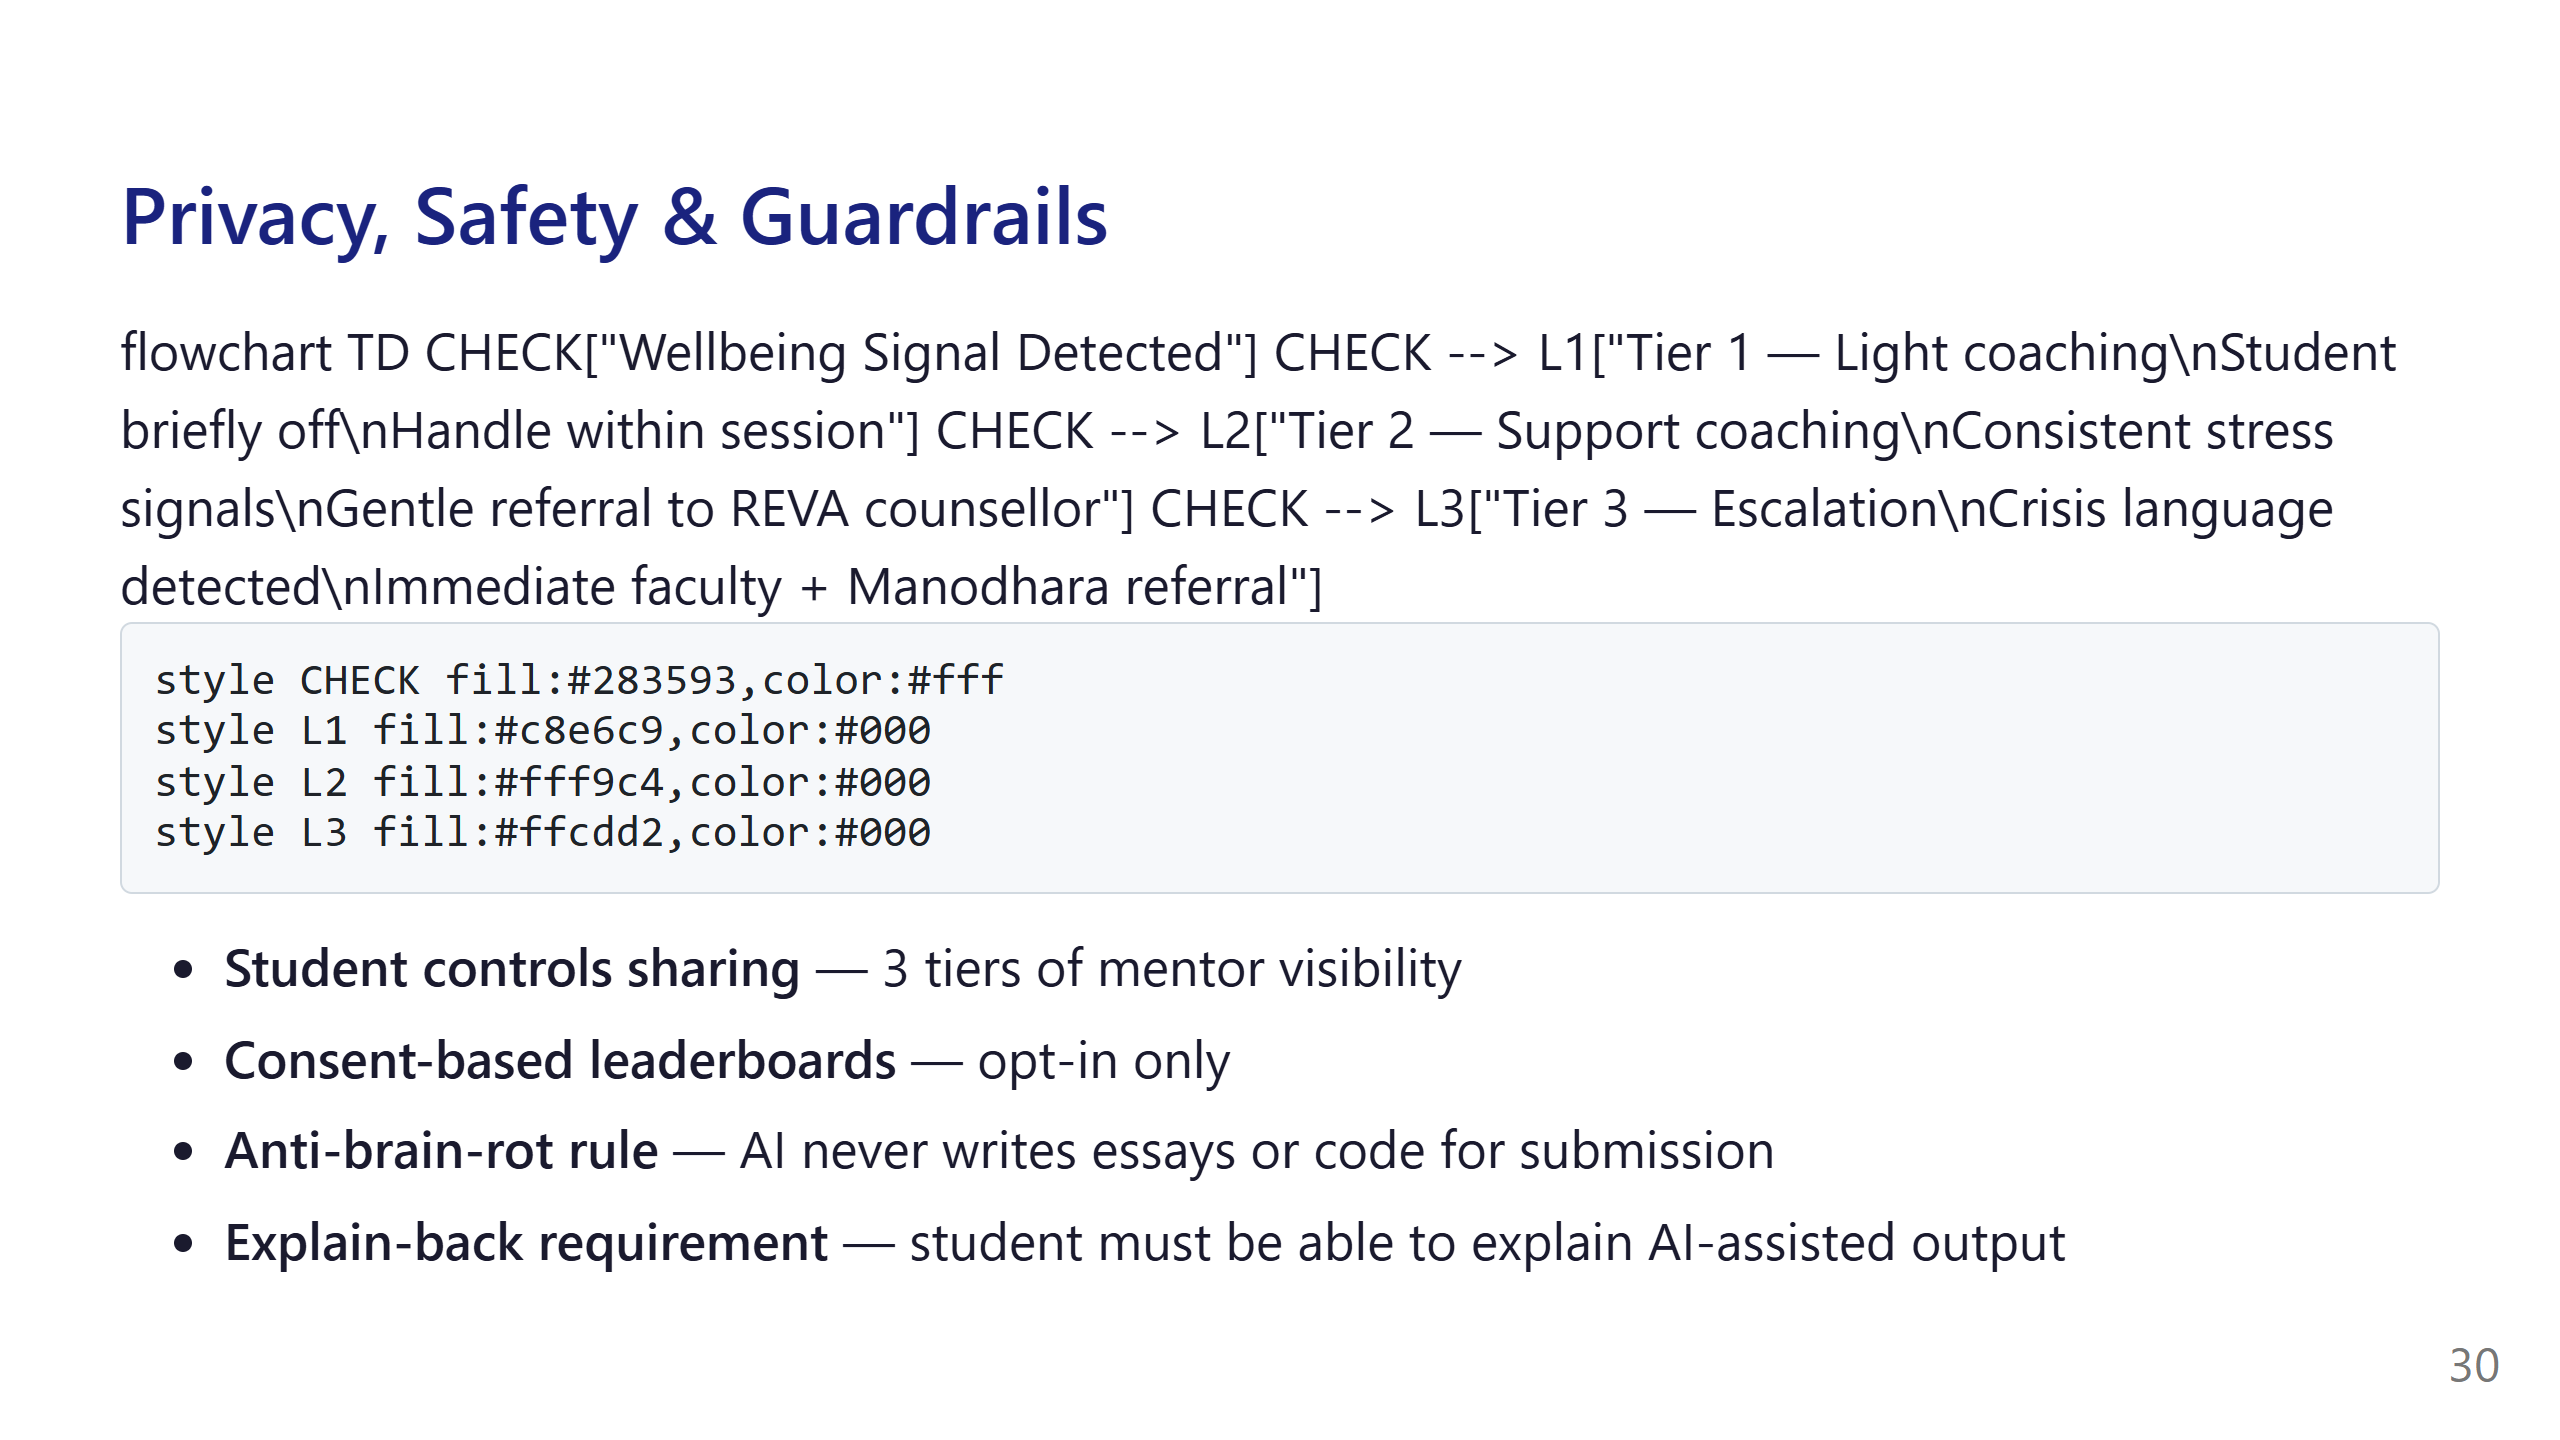 Privacy, Safety & Guardrails
flowchart TD CHECK["Wellbeing Signal Detected"] CHECK --> L1["Tier 1 — Light coaching\nStudent
briefly off\nHandle within session"] CHECK --> L2["Tier 2 — Support coaching\nConsistent stress
signals\nGentle referral to REVA counsellor"] CHECK --> L3["Tier 3 — Escalation\nCrisis language
detected\nImmediate faculty + Manodhara referral"]
style CHECK fill:#283593,color:#fff
style L1 fill:#c8e6c9,color:#000
style L2 fill:#fff9c4,color:#000
style L3 fill:#ffcdd2,color:#000
• Student controls sharing — 3 tiers of mentor visibility
• Consent-based leaderboards — opt-in only
• Anti-brain-rot rule — AI never writes essays or code for submission
• Explain-back requirement — student must be able to explain AI-assisted output
30